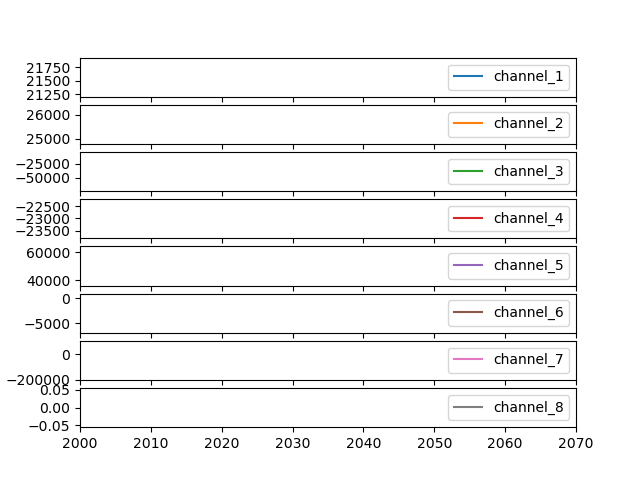 21750
21500
21250
channel_1
26000
25000
channel_2
−25000
−50000
channel_3
−22500
−23000
−23500
channel_4
60000
40000
channel_5
0
−5000
channel_6
0
−200000
channel_7
0.05
0.00
−0.05
channel_8
2000 2010 2020 2030 2040 2050 2060 2070